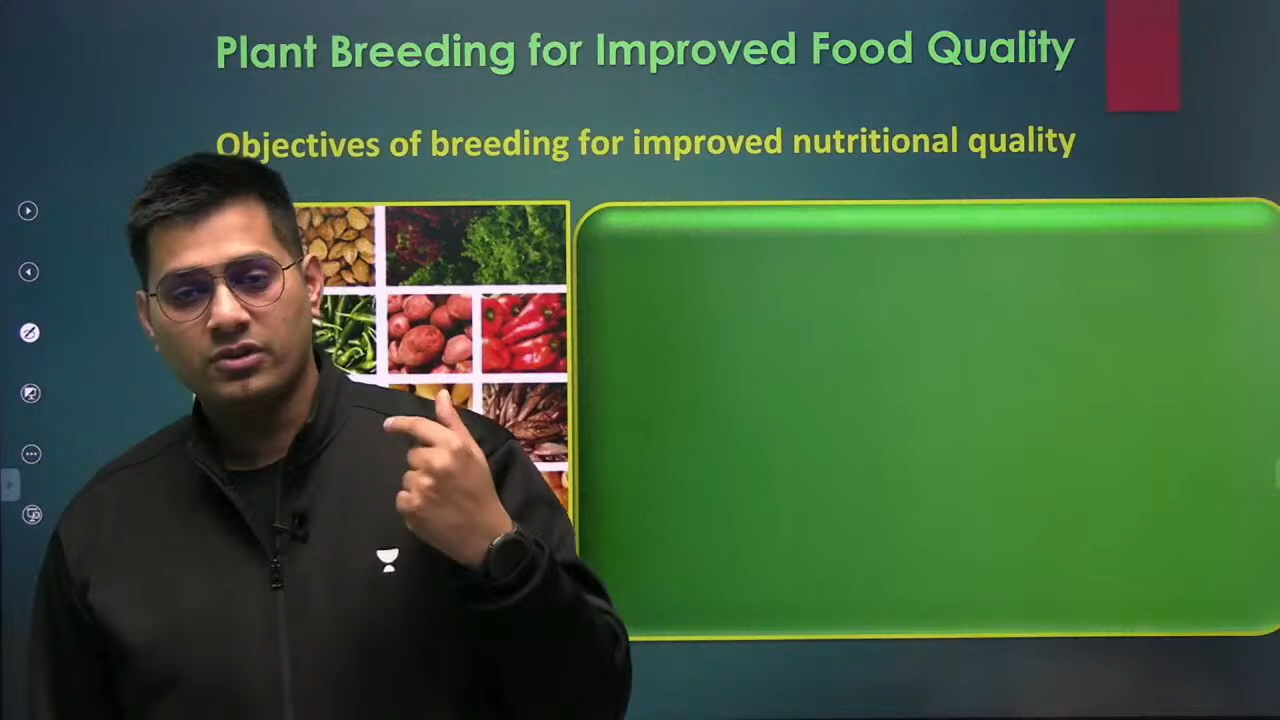 Plant Breeding for Improved Food Quality
Objectives of breeding for improved nutritional quality